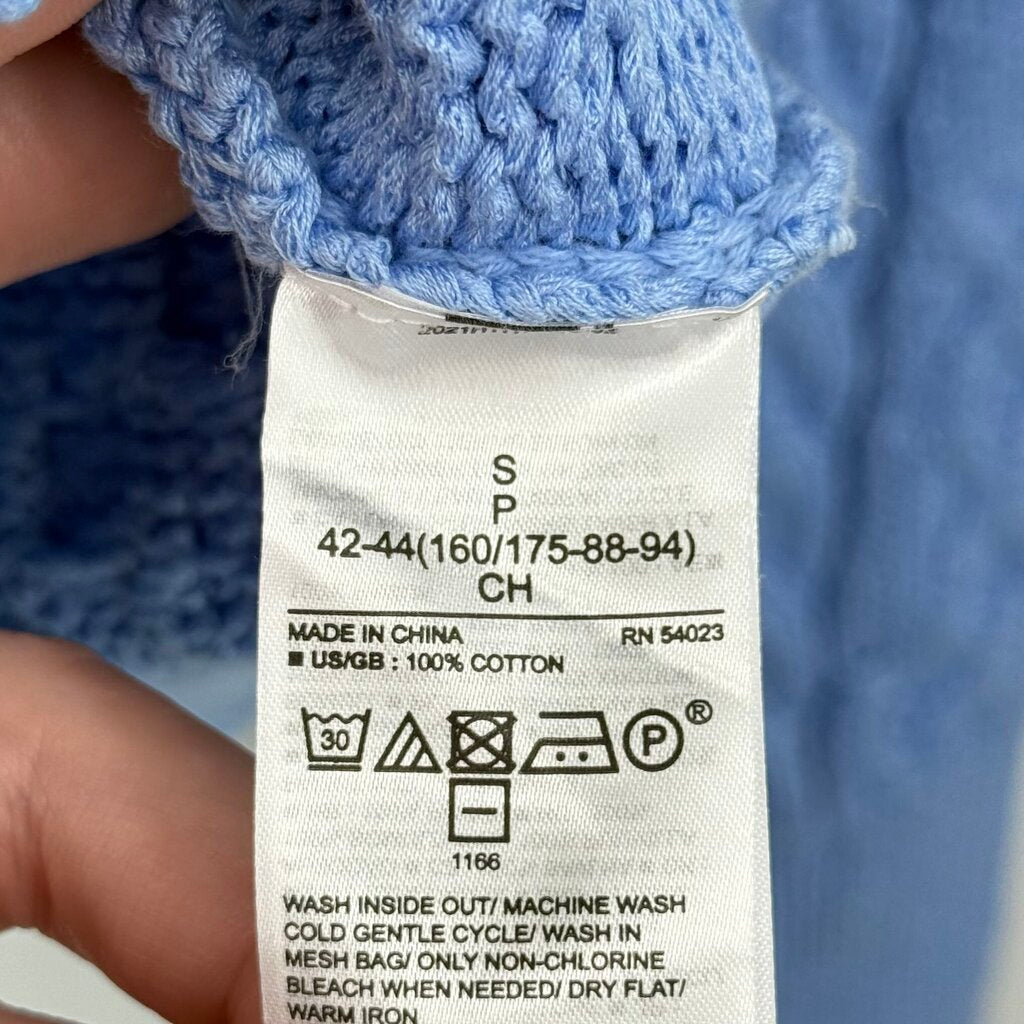 S
P
42-44(160/175-88-94)
CH
MADE IN CHINA RN 54023
■ US/GB : 100% COTTON
30 P ®
1166
WASH INSIDE OUT/ MACHINE WASH
COLD GENTLE CYCLE/ WASH IN
MESH BAG/ ONLY NON-CHLORINE
BLEACH WHEN NEEDED/ DRY FLAT/
WARM IRON